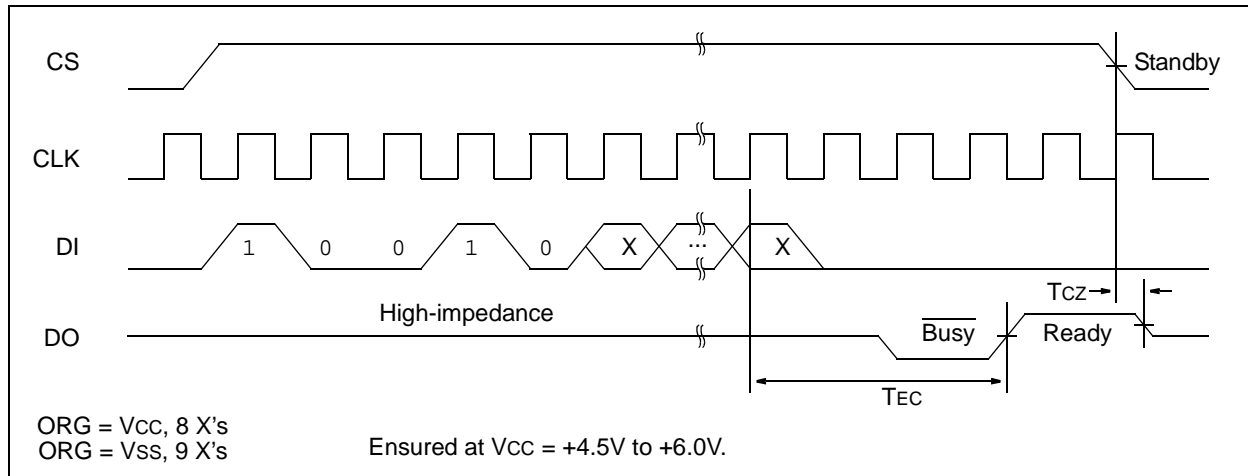 CS
Standby
CLK
DI
1 0 0 1 0 X ... X
TCZ
High-impedance
DO
Busy
Ready
TEC
ORG = VCC, 8 X's
ORG = VSS, 9 X's
Ensured at VCC = +4.5V to +6.0V.